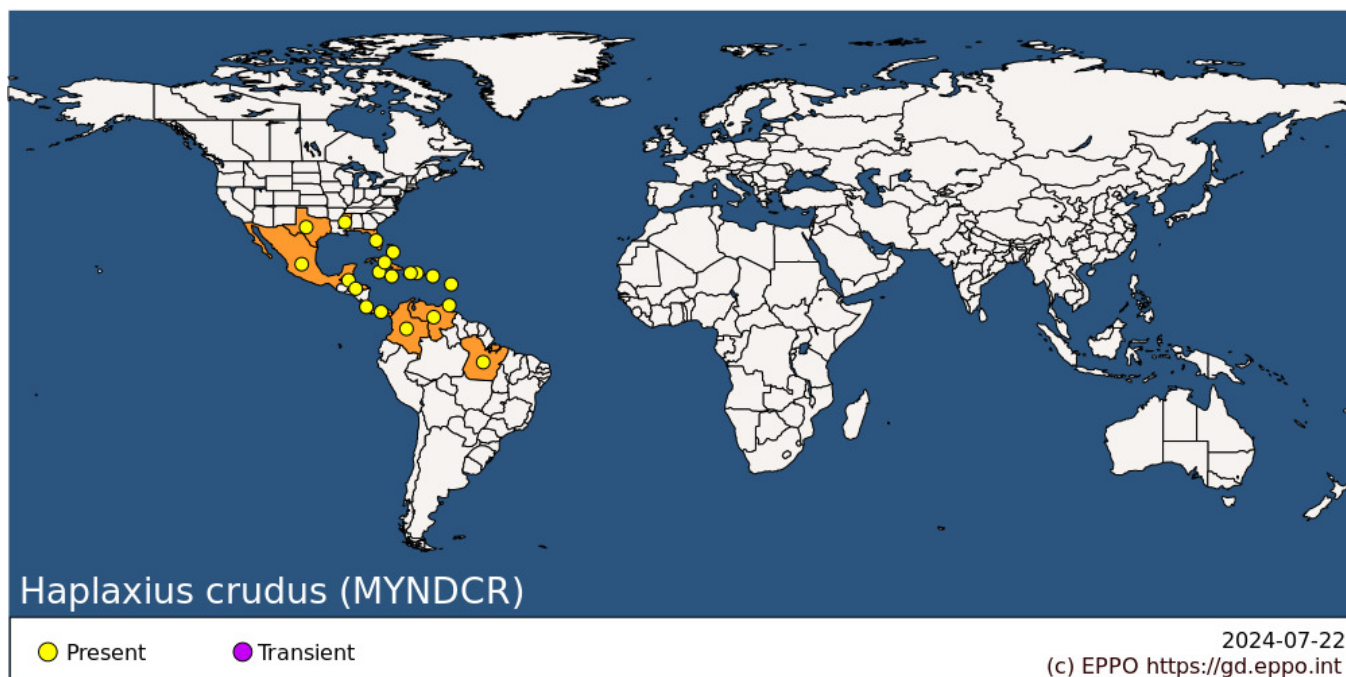 Haplaxius crudus (MYNDCR)
Present
Transient
2024-07-22
(c) EPPO https://gd.eppo.int